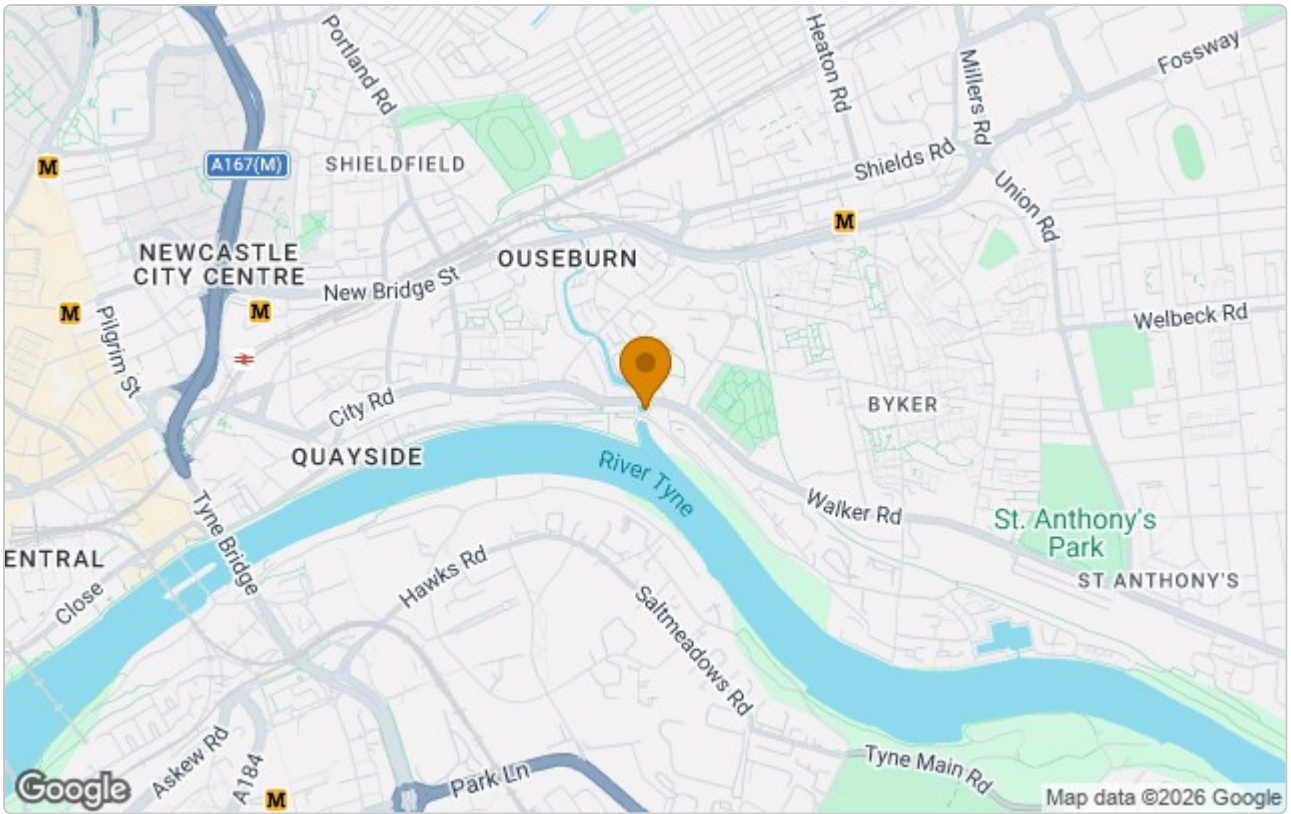 Portland Rd
Heaton Rd
Millers Rd
Fossway
A167(M)
SHIELDFIELD
Shields Rd
M
M
Union Rd
NEWCASTLE
CITY CENTRE
OUSEBURN
New Bridge St
M
M
Pilgrim St
Welbeck Rd
City Rd
BYKER
QUAYSIDE
River Tyne
Walker Rd
St. Anthony's
Park
ST ANTHONY'S
Tyne Bridge
ENTRAL
Close
Hawks Rd
Saltmeadows Rd
Askew Rd
A184
Park Ln
Tyne Main Rd
M
Google
Map data ©2026 Google